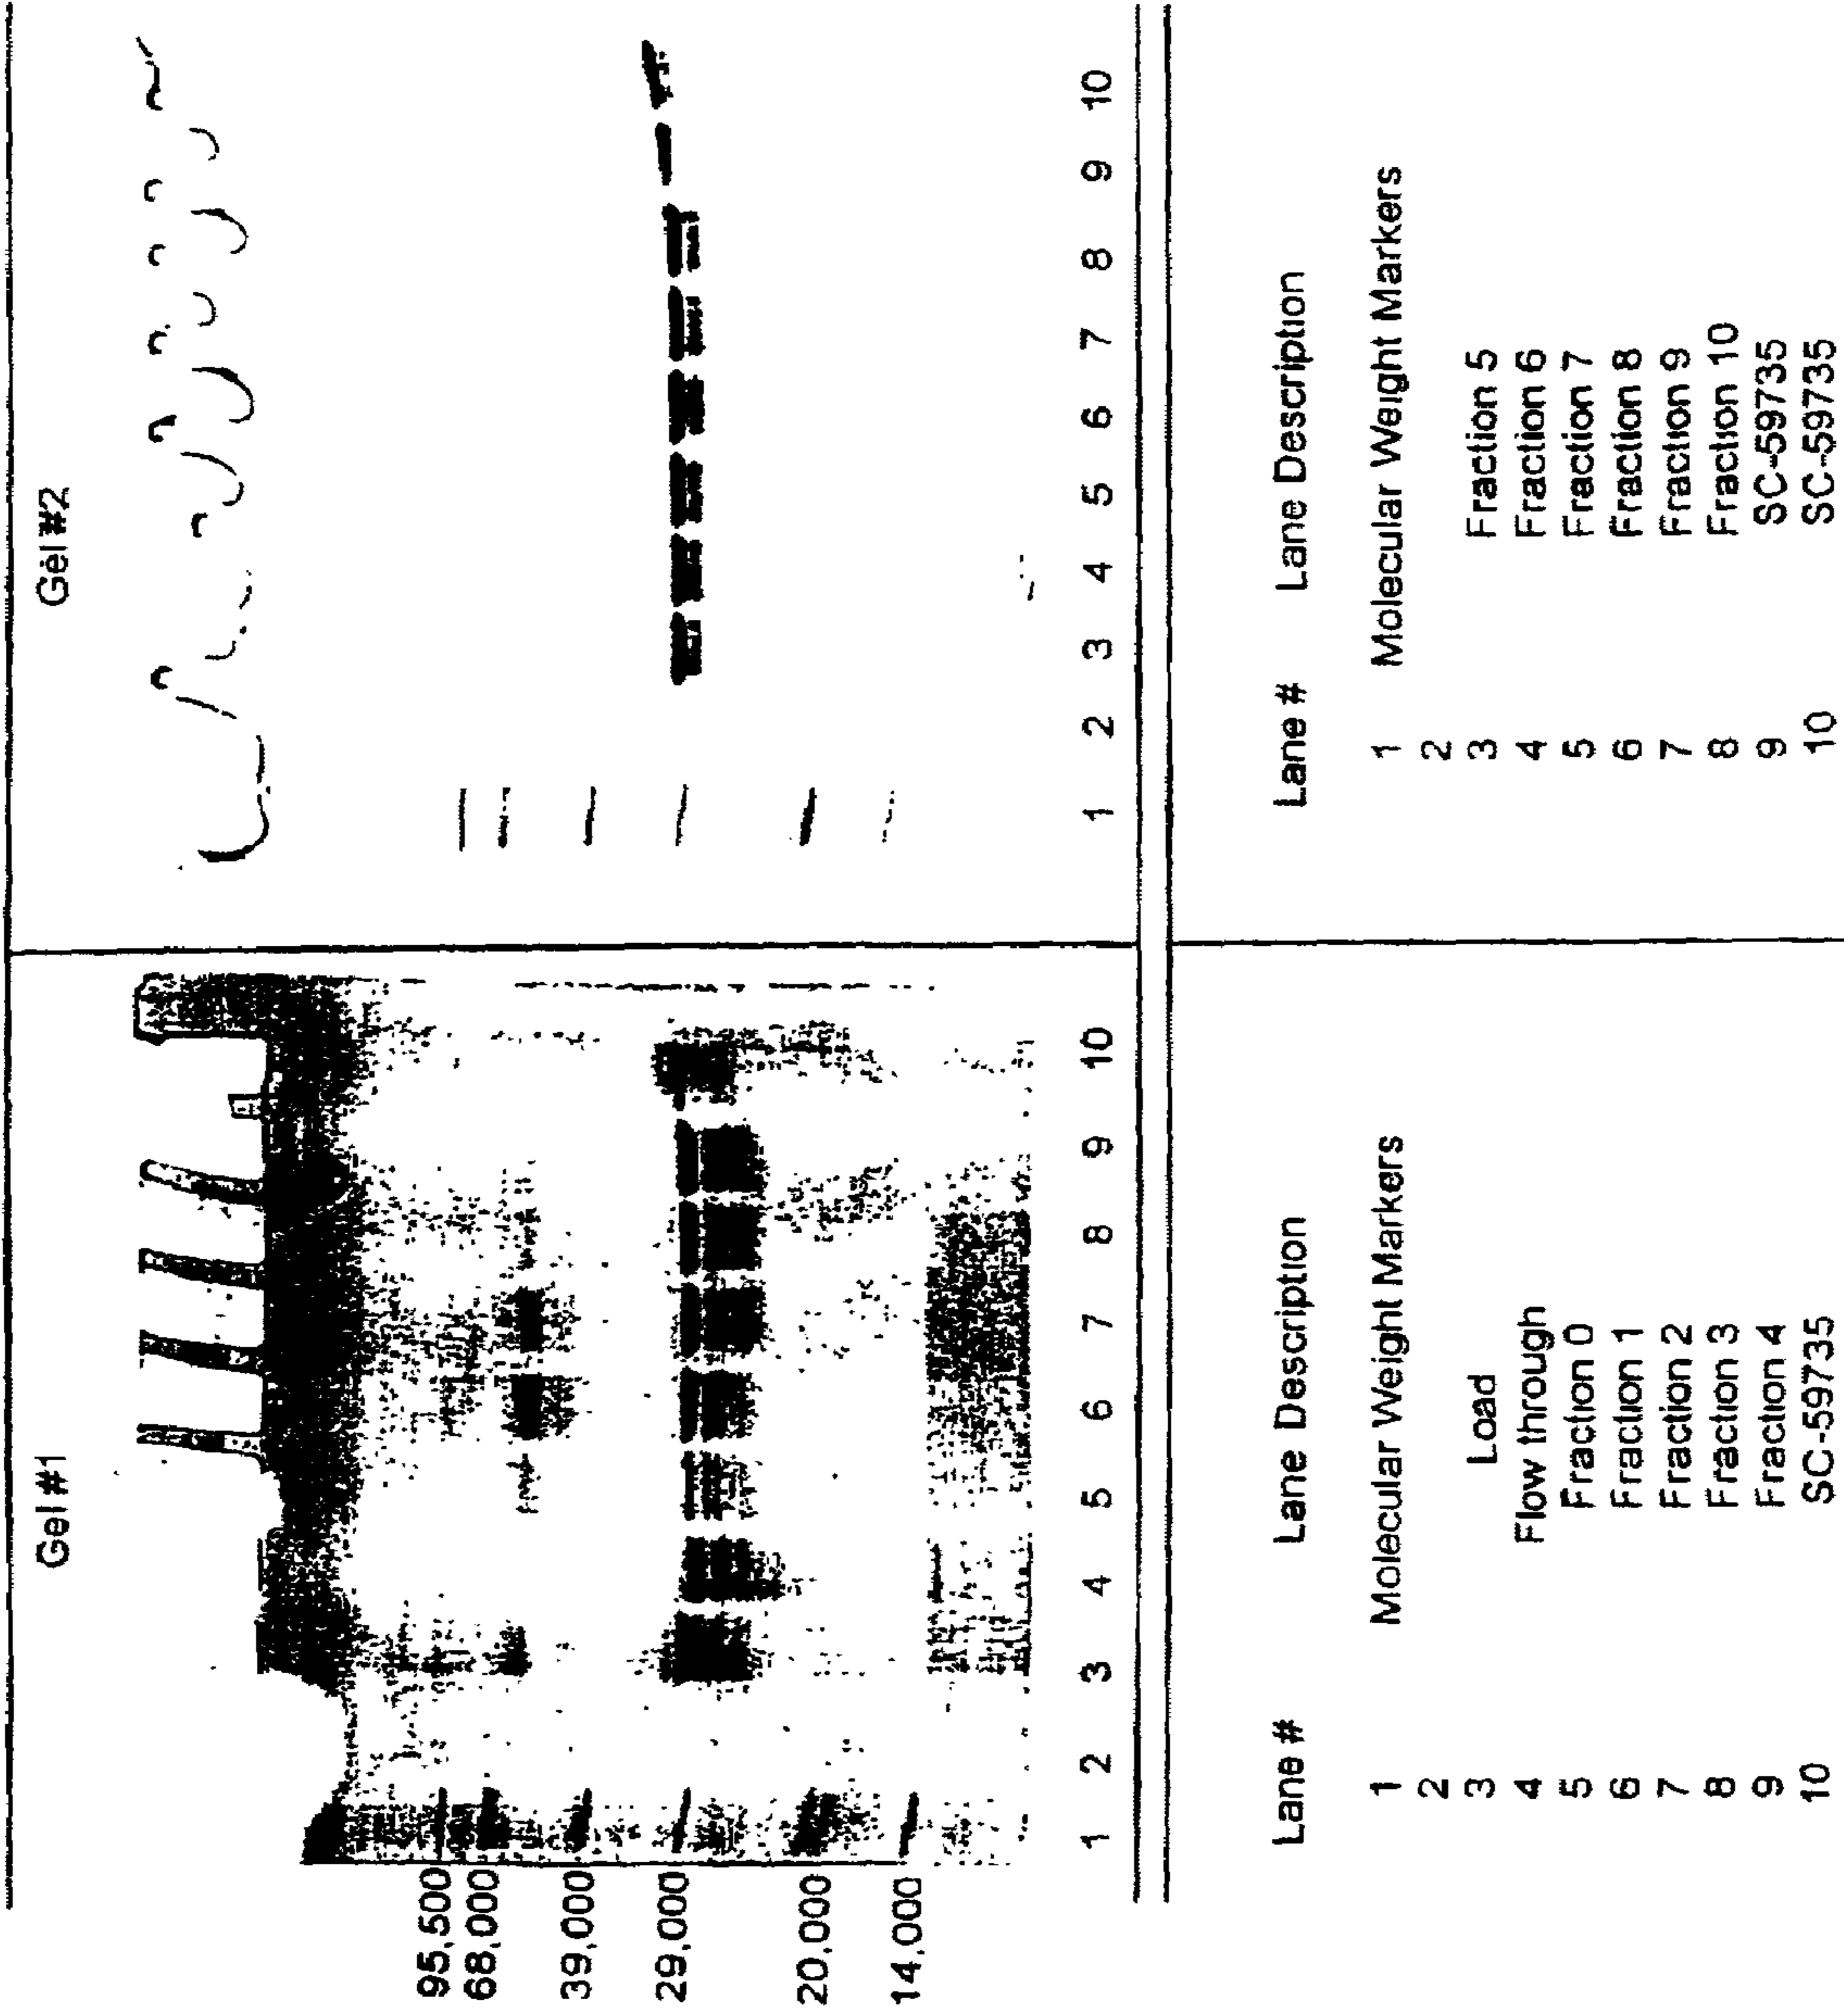 Gel #1
95,500
68,000
39,000
29,000
20,000
14,000
1 2 3 4 5 6 7 8 9 10
Lane # Lane Description
1 Molecular Weight Markers
2
3 Load
4 Flow through
5 Fraction 0
6 Fraction 1
7 Fraction 2
8 Fraction 3
9 Fraction 4
10 SC-59735
Gel #2
1 2 3 4 5 6 7 8 9 10
Lane # Lane Description
1 Molecular Weight Markers
2
3 Fraction 5
4 Fraction 6
5 Fraction 7
6 Fraction 8
7 Fraction 9
8 Fraction 10
9 SC-59735
10 SC-59735